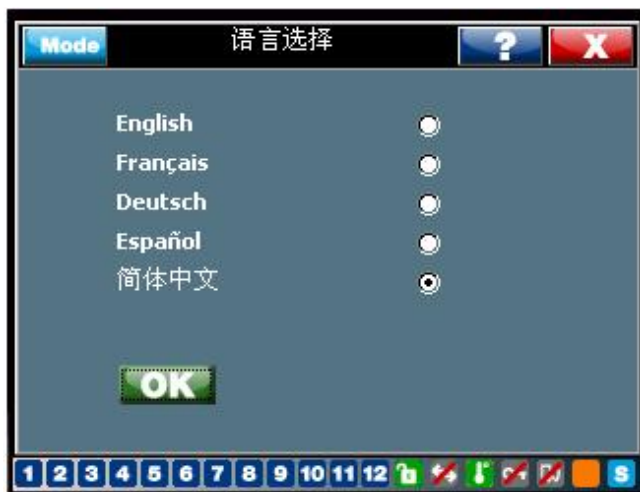 Mode 语言选择 ? X
English
Français
Deutsch
Español
简体中文
OK
1 2 3 4 5 6 7 8 9 10 11 12 S